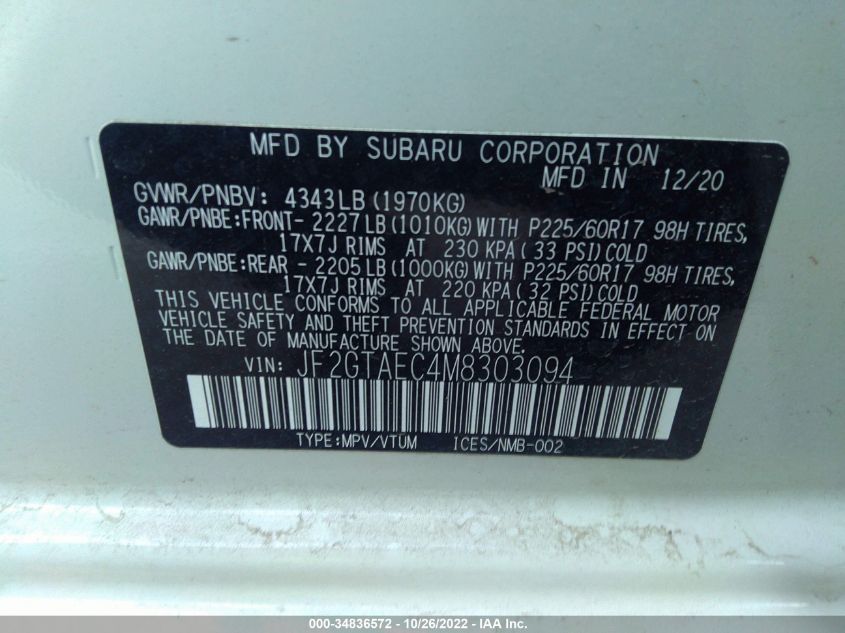 MFD BY SUBARU CORPORATION
MFD IN 12/20
GVWR/PNBV: 4343LB (1970KG)
GAWR/PNBE:FRONT- 2227LB(1010KG)WITH P225/60R17 98H TIRES,
17X7J RIMS AT 230 KPA(33 PSI)COLD
GAWR/PNBE:REAR - 2205LB(1000KG)WITH P225/60R17 98H TIRES,
17X7J RIMS AT 220 KPA(32 PSI)COLD
THIS VEHICLE CONFORMS TO ALL APPLICABLE FEDERAL MOTOR
VEHICLE SAFETY AND THEFT PREVENTION STANDARDS IN EFFECT ON
THE DATE OF MANUFACTURE SHOWN ABOVE.
VIN: JF2GTAEC4M8303094
TYPE:MPV/VTUM ICES/NMB-002
000-34836572 - 10/26/2022 - IAA Inc.